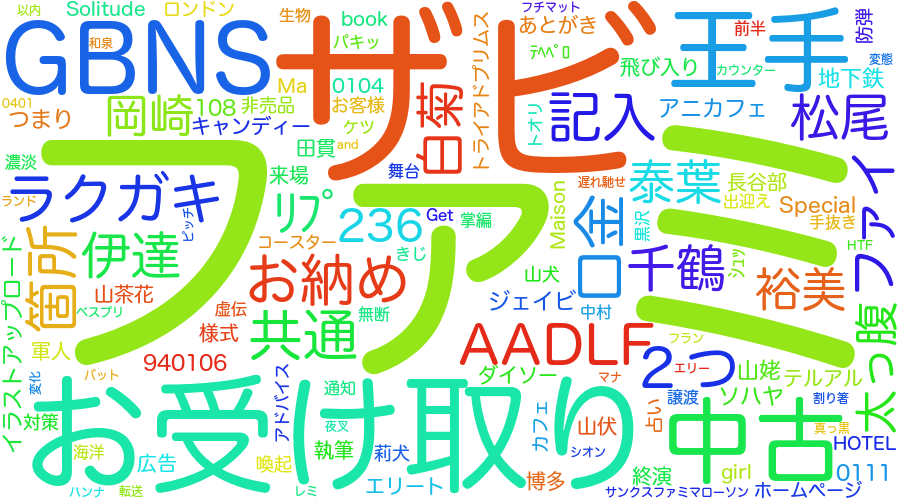 以内
Solitude
ロンドン
生物
フチマット
book
あとがき
前半
防弾
GBNS
和泉
ザビ
王手
パキッ
ﾃﾍﾍﾟﾛ
飛び入り
カウンター
変態
地下鉄
Ma
0104
0401
つまり
岡崎
108
非売品
お客様
白菊
トライアドプリムス
トオリ
記入
アニカフェ
松尾
キャンディー
ケツ
田貫
and
濃淡
来場
舞台
遅れ馳せ
泰葉
長谷部
出迎え
ファミ
ファイ
ランド
ラクガキ
ピッチ
ﾘﾌﾟ
236
Get
掌編
Maison
口金
黒沢
Special
手抜き
イラストアップロード
箇所
伊達
コースター
きじ
千鶴
ｼｭｯ
HTF
山茶花
お納め
山犬
裕美
ベスプリ
虚伝
ジェイビ
中村
様式
共通
無断
軍人
940106
AADLF
フラン
太っ腹
2つ
エリー
山姥
テルアル
変化
バット
アドバイス
ダイソー
マナ
ソハヤ
割り箸
譲渡
お受け取り
通知
対策
夜叉
カフェ
山伏
占い
中古
真っ黒
執筆
莉犬
シオン
HOTEL
海洋
広告
喚起
終演
girl
0111
ハンナ
転送
レミ
エリート
博多
サンクスファミマローソン
ホームページ